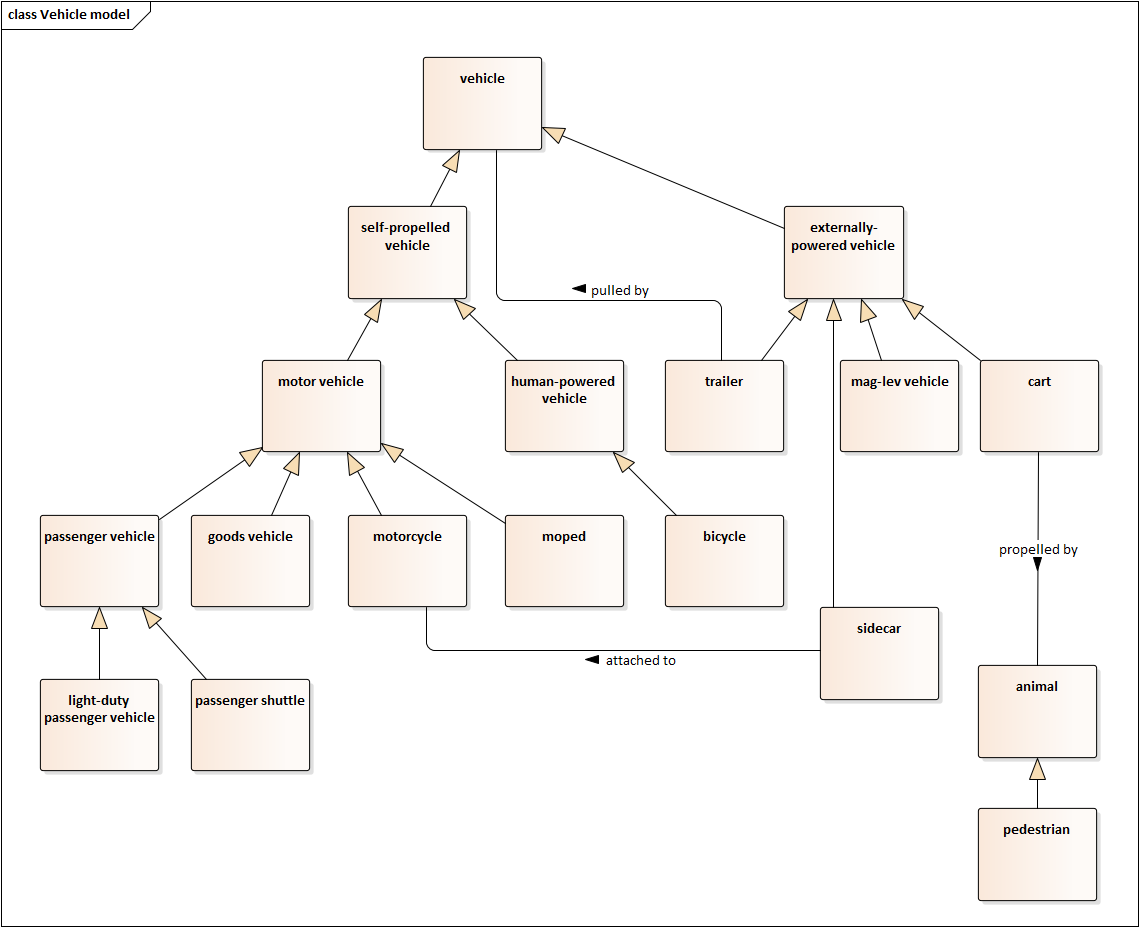 class Vehicle model
vehicle
self-propelled
vehicle
externally-
powered vehicle
pulled by
motor vehicle
human-powered
vehicle
trailer
mag-lev vehicle
cart
passenger vehicle
goods vehicle
motorcycle
moped
bicycle
propelled by
sidecar
attached to
light-duty
passenger vehicle
passenger shuttle
animal
pedestrian